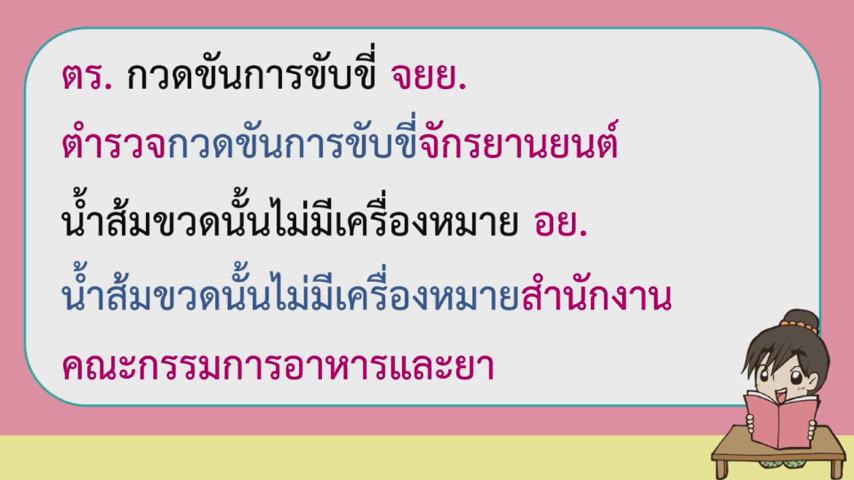 ตร. กวดขันการขับขี่ จยย.
ตำรวจกวดขันการขับขี่จักรยานยนต์
น้ำส้มขวดนั้นไม่มีเครื่องหมาย อย.
น้ำส้มขวดนั้นไม่มีเครื่องหมายสำนักงาน
คณะกรรมการอาหารและยา